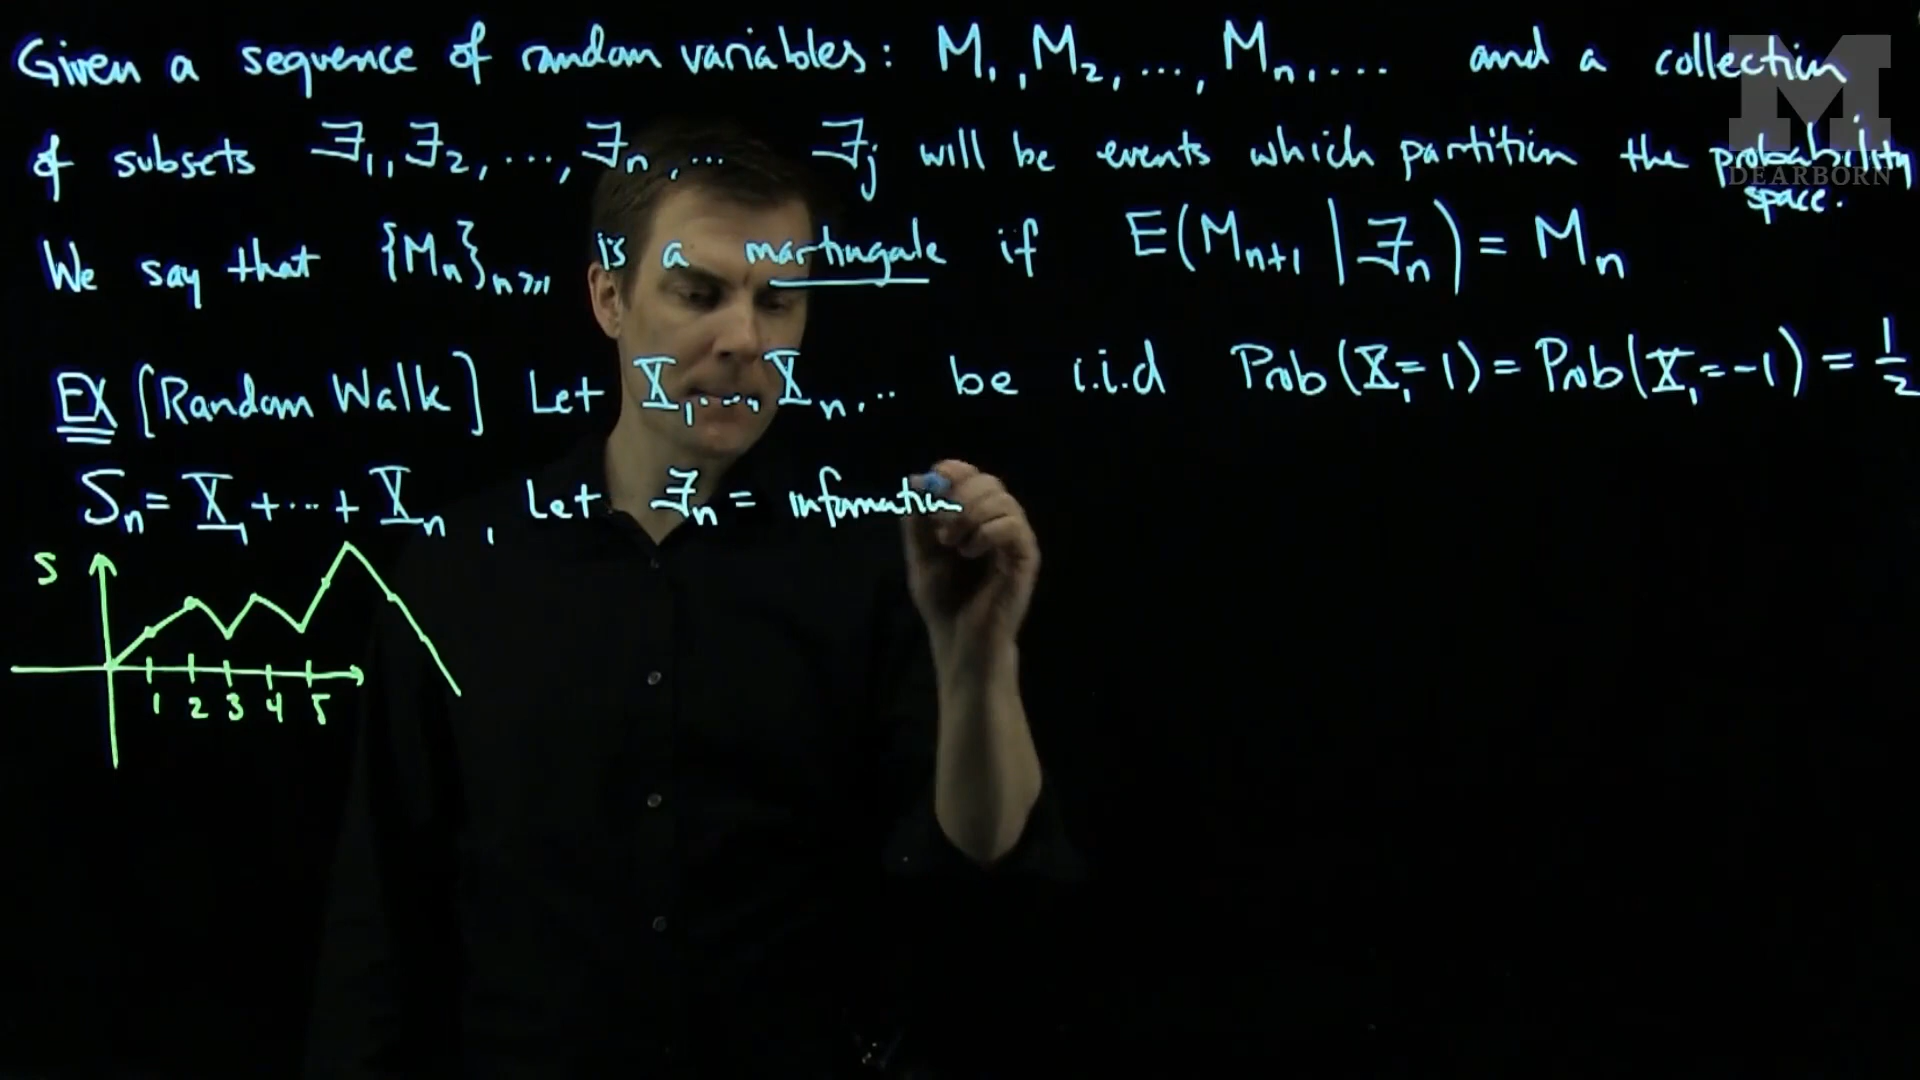 Given a sequence of random variables: M₁, M₂, ..., Mₙ, .... and a collection
of subsets ℱ₁, ℱ₂, ..., ℱₙ, ... ℱⱼ will be events which partition the probability
space.
We say that {Mₙ}ₙ≥₁ is a martingale if E(Mₙ₊₁ | ℱₙ) = Mₙ
EX [Random Walk] Let X₁, ..., Xₙ, .. be i.i.d Prob(X₁ = 1) = Prob(X₁ = -1) = 1/2
Sₙ = X₁ + ... + Xₙ, Let ℱₙ = information
S
1 2 3 4 5
M
DEARBORN